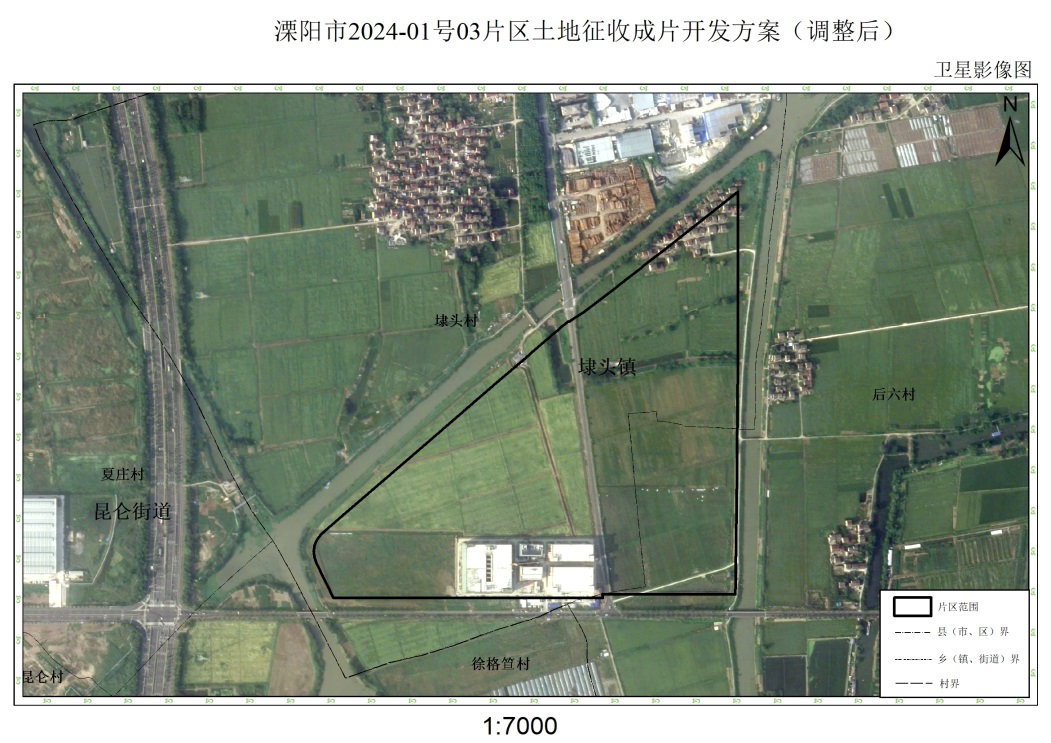 溧阳市2024-01号03片区土地征收成片开发方案（调整后）
卫星影像图
N
埭头村
埭头镇
后六村
夏庄村
昆仑街道
徐格笪村
昆仑村
片区范围
县（市、区）界
乡（镇、街道）界
村界
1:7000